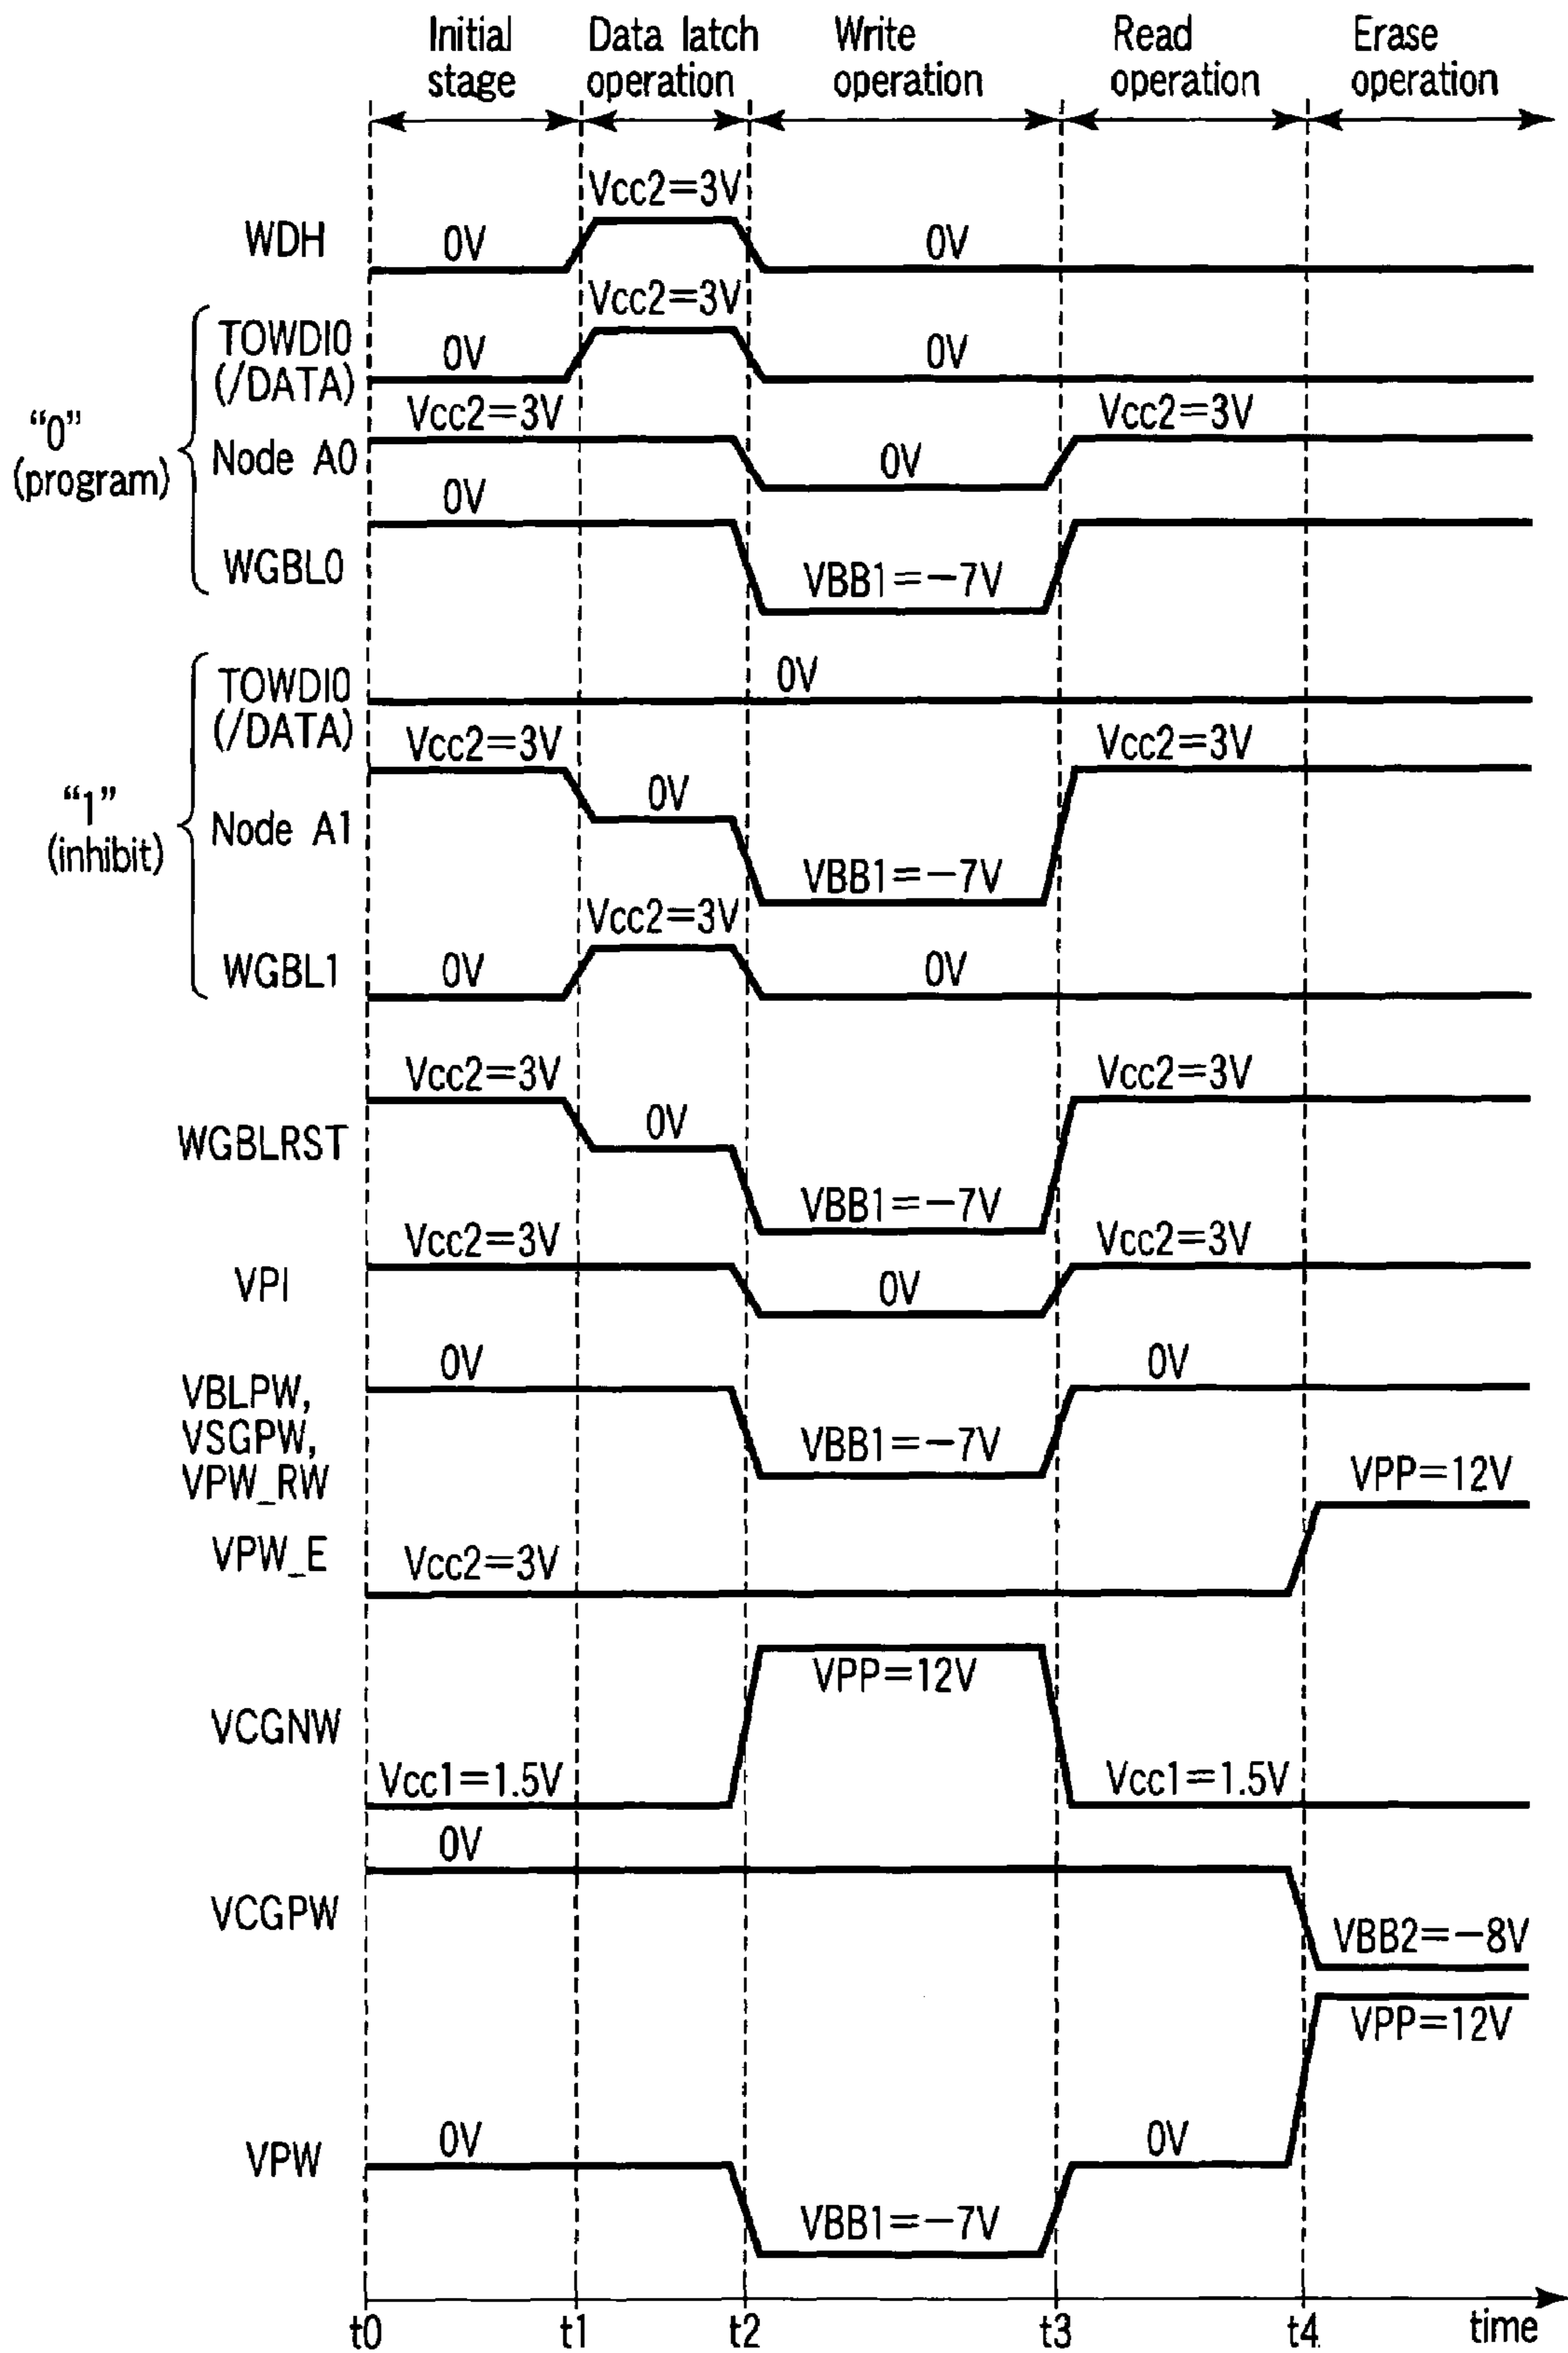 Initial stage
Data latch operation
Write operation
Read operation
Erase operation
Vcc2=3V
WDH
0V
0V
"0" (program)
Vcc2=3V
TOWDI0 (/DATA)
0V
0V
Vcc2=3V
Vcc2=3V
Node A0
0V
0V
WGBL0
VBB1=-7V
"1" (inhibit)
TOWDI0 (/DATA)
0V
Vcc2=3V
Vcc2=3V
Node A1
0V
VBB1=-7V
Vcc2=3V
WGBL1
0V
0V
Vcc2=3V
Vcc2=3V
WGBLRST
0V
VBB1=-7V
Vcc2=3V
Vcc2=3V
VPI
0V
0V
0V
VBLPW,
VSGPW,
VPW_RW
VBB1=-7V
VPP=12V
VPW_E
Vcc2=3V
VPP=12V
VCGNW
Vcc1=1.5V
Vcc1=1.5V
0V
VCGPW
VBB2=-8V
VPP=12V
0V
0V
VPW
VBB1=-7V
t0
t1
t2
t3
t4
time